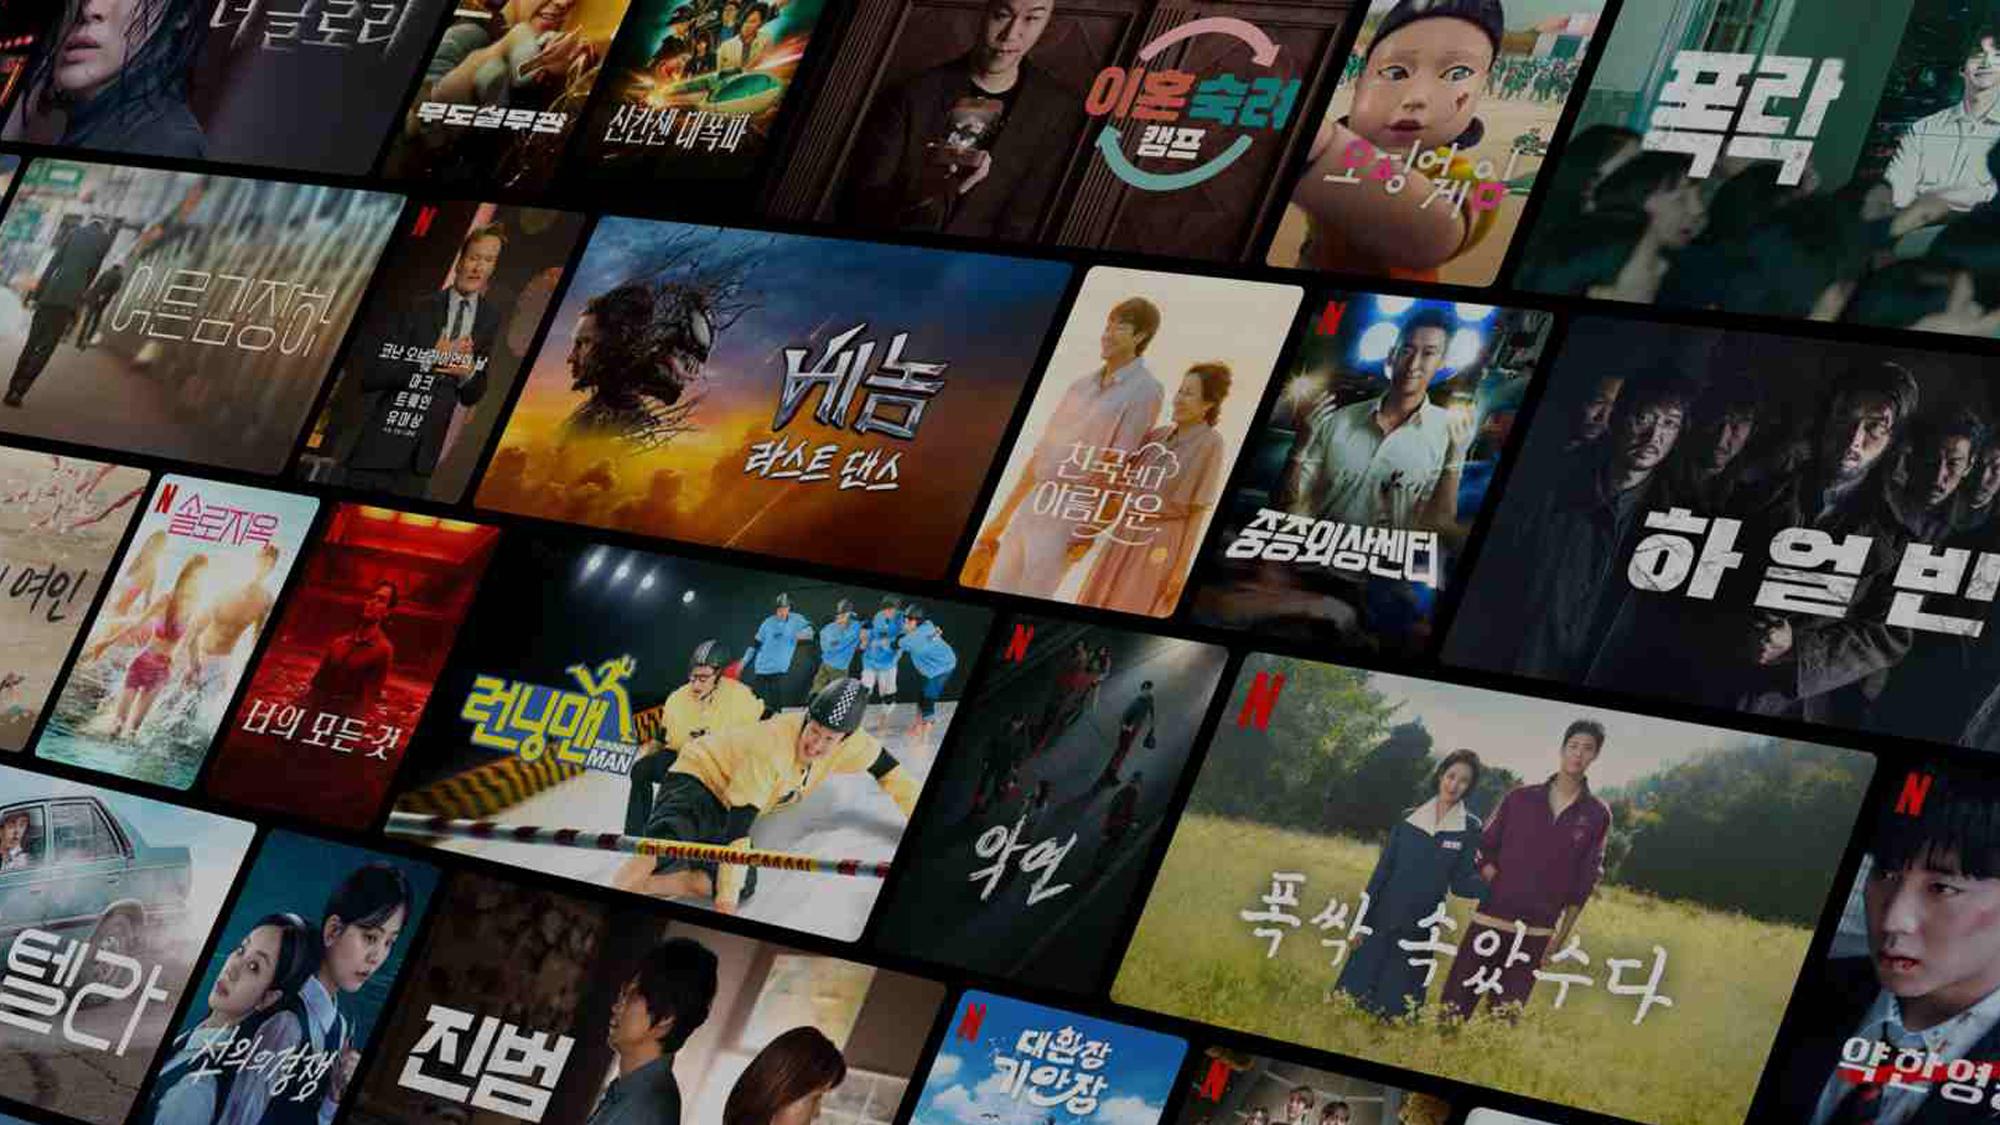 더 글로리
무도실무관
신칸센 대폭파
이혼숙려
캠프
오징어 게임
폭락
어른 김장하
N
코난 오브라이언의 날
마크
트웨인
유머상
베놈
라스트 댄스
천국보다
아름다운
N
중증외상센터
하얼빈
여인
N
솔로지옥
너의 모든 것
런닝맨
RUNNING
MAN
RUNNINGMAN
N
악연
N
폭싹 속았수다
N
약한영
텔라
선의의 경쟁
진범
N
대환장
기안장
N